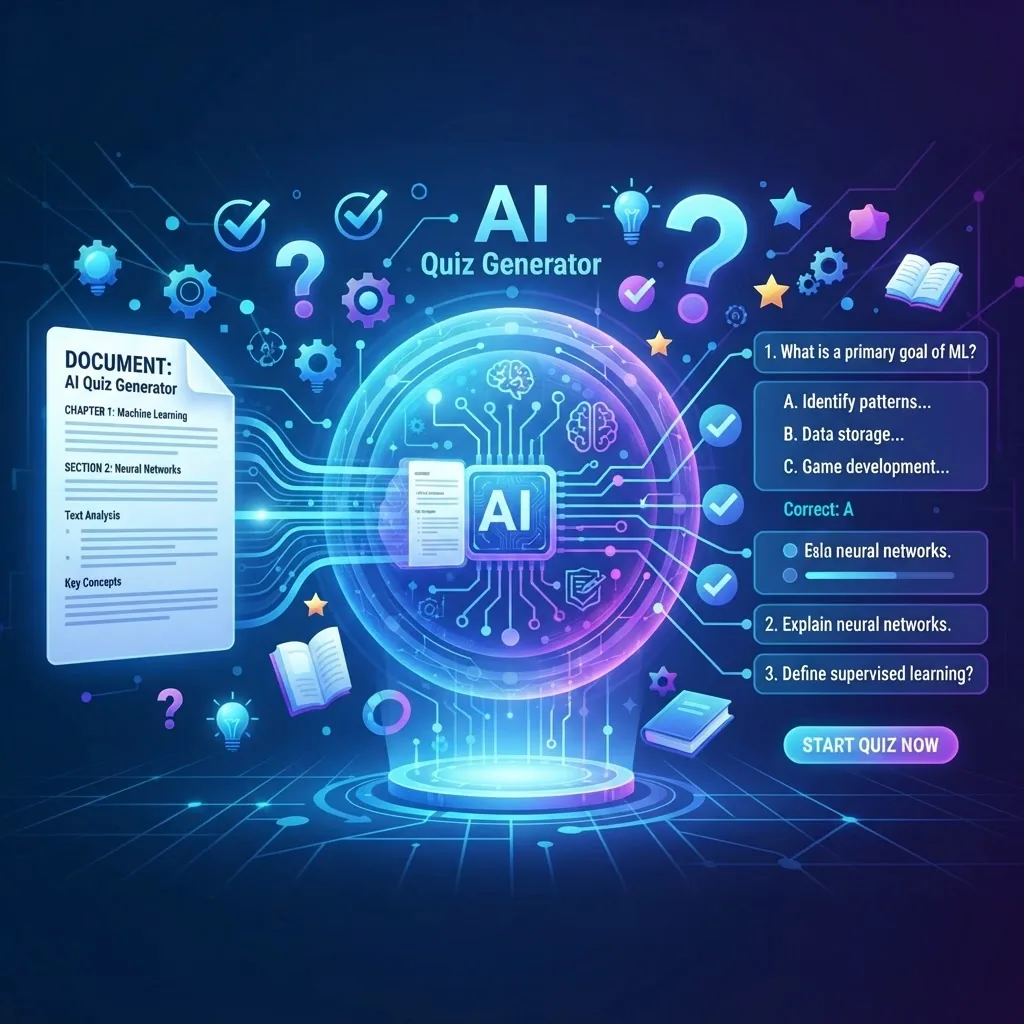 AI
Quiz Generator
DOCUMENT:
AI Quiz Generator
CHAPTER 1: Machine Learning
SECTION 2: Neural Networks
Text Analysis
Key Concepts
AI
1. What is a primary goal of ML?
A. Identify patterns...
B. Data storage...
C. Game development...
Correct: A
Esla neural networks.
2. Explain neural networks.
3. Define supervised learning?
START QUIZ NOW